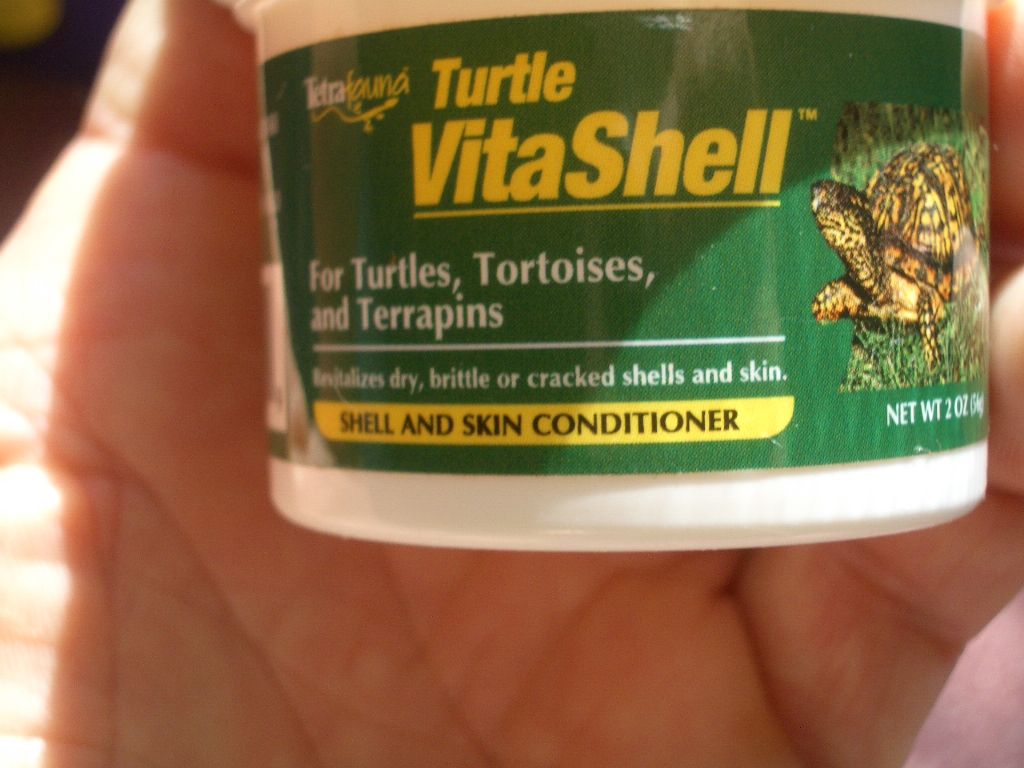 Tetrafauna
Turtle
VitaShell™
For Turtles, Tortoises,
and Terrapins
Revitalizes dry, brittle or cracked shells and skin.
SHELL AND SKIN CONDITIONER
NET WT 2 OZ